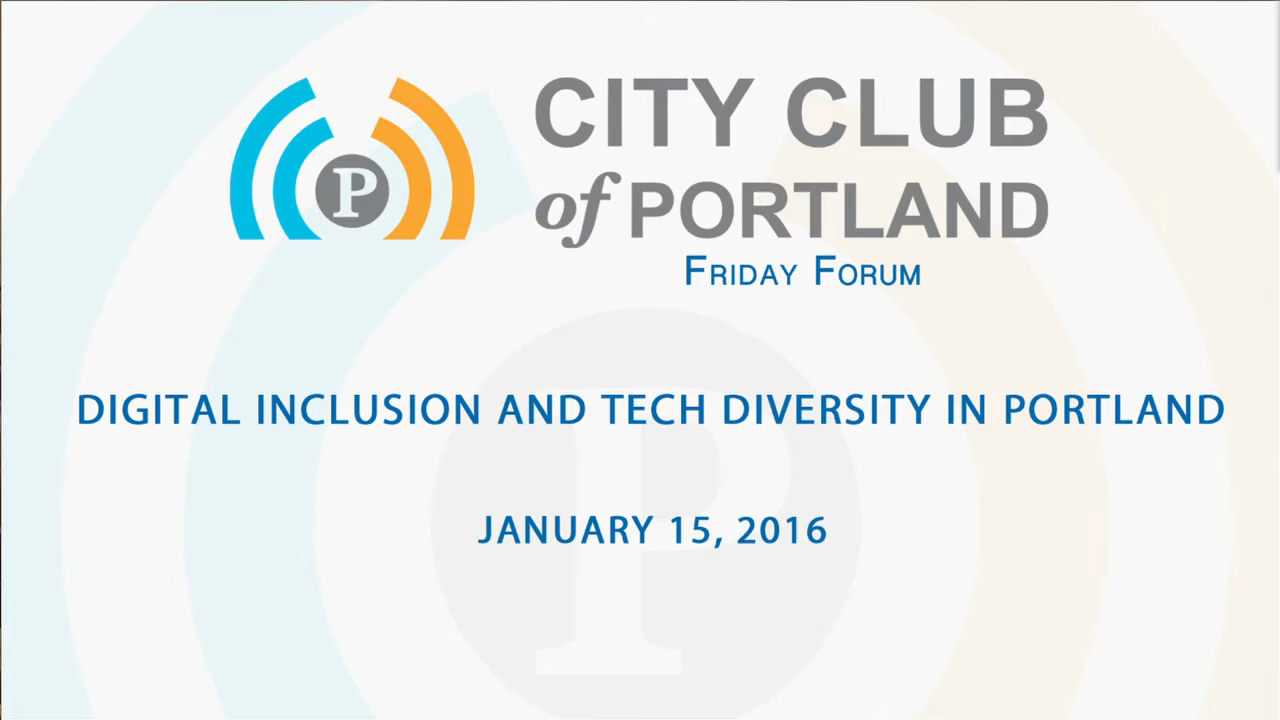 P
CITY CLUB
of PORTLAND
FRIDAY FORUM
DIGITAL INCLUSION AND TECH DIVERSITY IN PORTLAND
JANUARY 15, 2016
P